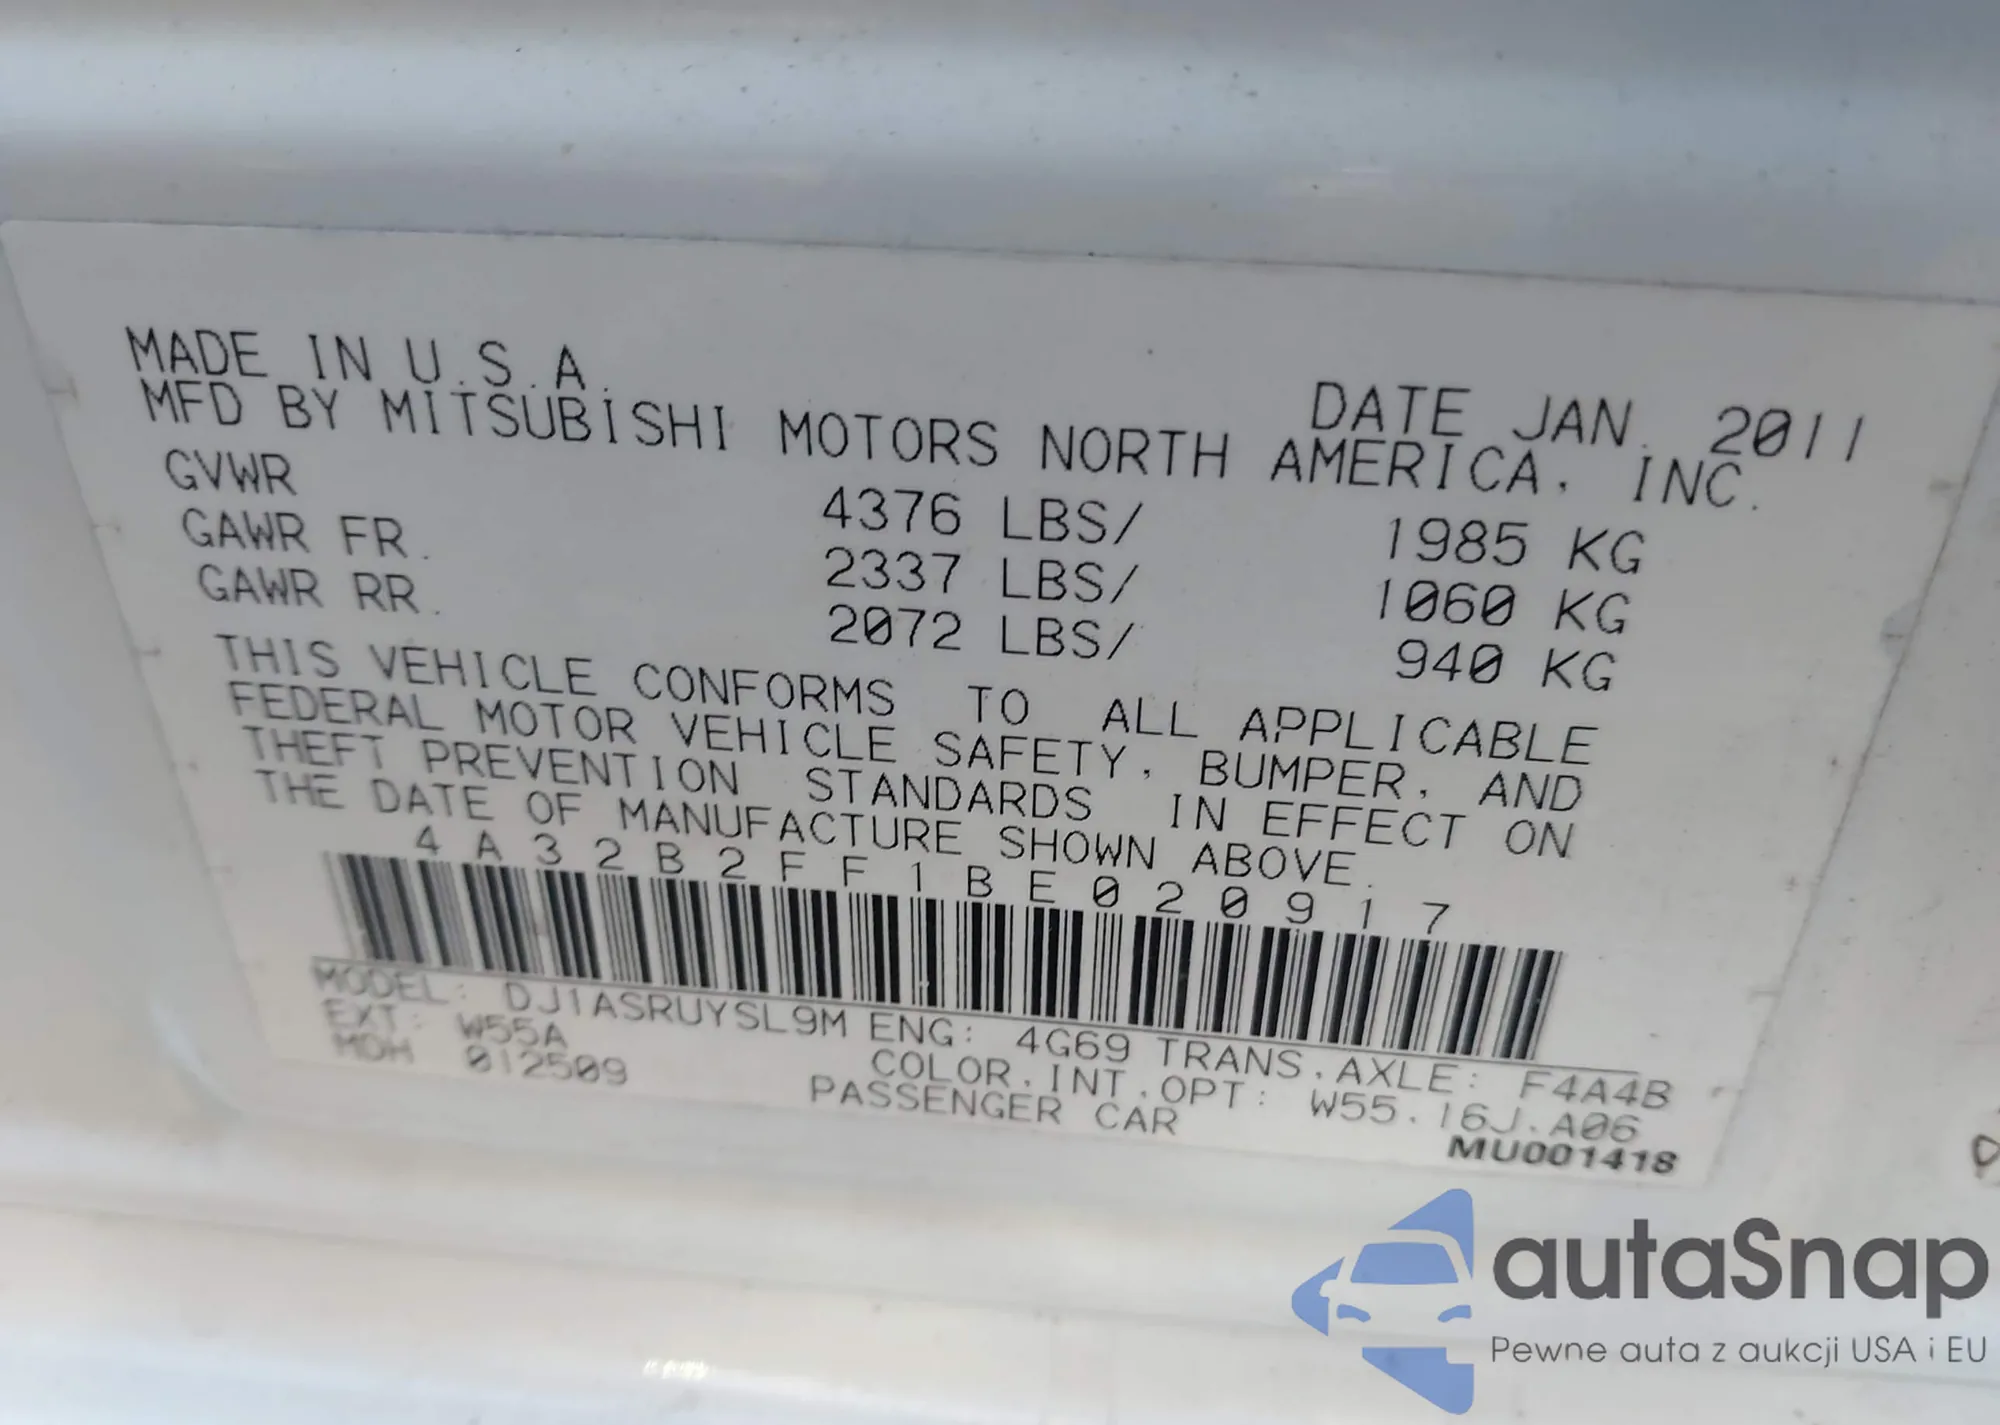 MADE IN U.S.A.
DATE JAN. 2011
MFD BY MITSUBISHI MOTORS NORTH AMERICA, INC.
GVWR 4376 LBS/ 1985 KG
GAWR FR. 2337 LBS/ 1060 KG
GAWR RR. 2072 LBS/ 940 KG
THIS VEHICLE CONFORMS TO ALL APPLICABLE
FEDERAL MOTOR VEHICLE SAFETY, BUMPER, AND
THEFT PREVENTION STANDARDS IN EFFECT ON
THE DATE OF MANUFACTURE SHOWN ABOVE.
4A32B2FF1BE020917
MODEL: DJ1ASRUYSL9M ENG: 4G69 TRANS.AXLE: F4A4B
EXT: W55A COLOR.INT.OPT: W55.16J.A06
MDH 012509 PASSENGER CAR
MU001418
autaSnap
Pewne auta z aukcji USA i EU